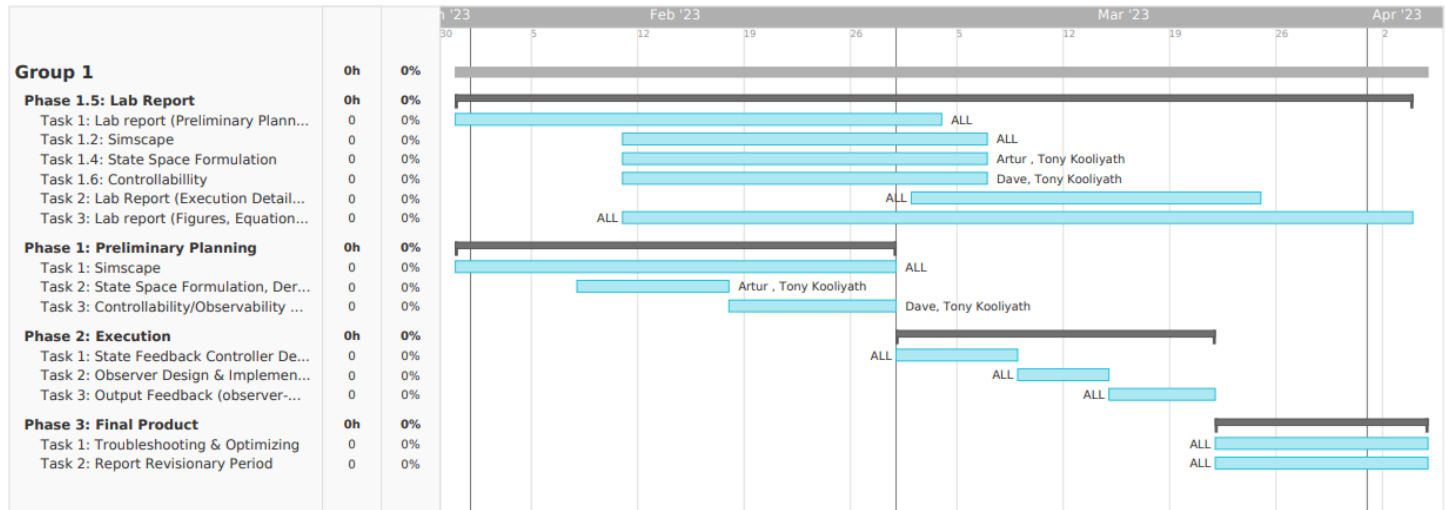 n '23 Feb '23 Mar '23 Apr '23
30 5 12 19 26 5 12 19 26 2
Group 1 0h 0%
Phase 1.5: Lab Report 0h 0%
Task 1: Lab report (Preliminary Plann... 0 0% ALL
Task 1.2: Simscape 0 0% ALL
Task 1.4: State Space Formulation 0 0% Artur , Tony Kooliyath
Task 1.6: Controllabillity 0 0% Dave, Tony Kooliyath
Task 2: Lab Report (Execution Detail... 0 0% ALL
Task 3: Lab report (Figures, Equation... 0 0% ALL
Phase 1: Preliminary Planning 0h 0%
Task 1: Simscape 0 0% ALL
Task 2: State Space Formulation, Der... 0 0% Artur , Tony Kooliyath
Task 3: Controllability/Observability ... 0 0% Dave, Tony Kooliyath
Phase 2: Execution 0h 0%
Task 1: State Feedback Controller De... 0 0% ALL
Task 2: Observer Design & Implemen... 0 0% ALL
Task 3: Output Feedback (observer-... 0 0% ALL
Phase 3: Final Product 0h 0%
Task 1: Troubleshooting & Optimizing 0 0% ALL
Task 2: Report Revisionary Period 0 0% ALL